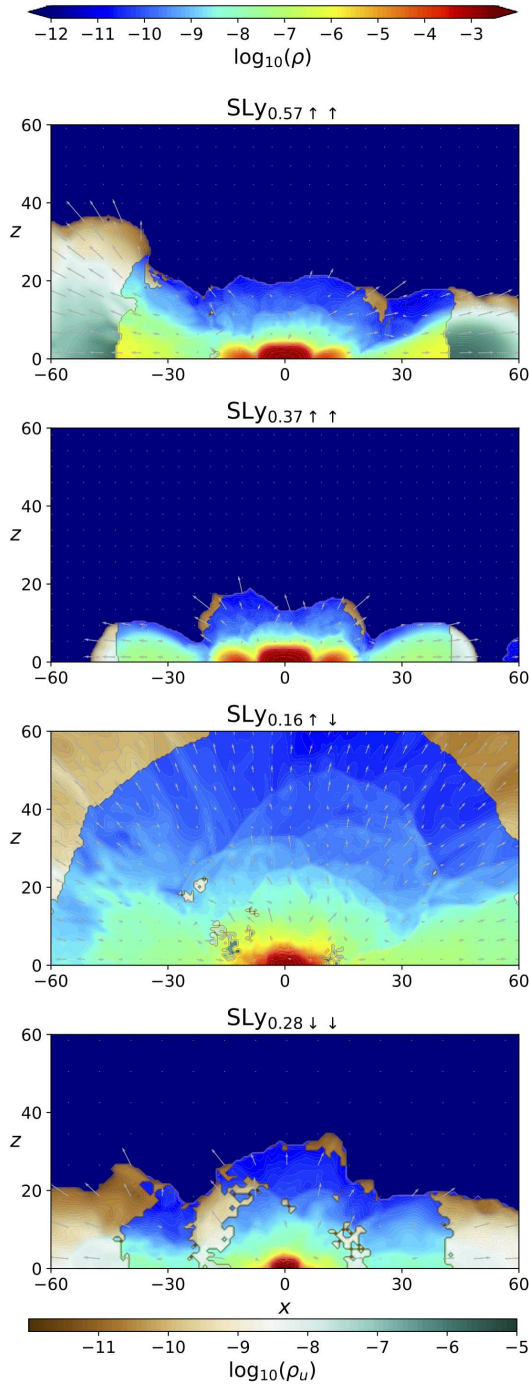 −12 −11 −10 −9 −8 −7 −6 −5 −4 −3
log₁₀(ρ)
SLy₀.₅₇↑↑
60
40
z
20
0
−60 −30 0 30 60
SLy₀.₃₇↑↑
60
40
z
20
0
−60 −30 0 30 60
SLy₀.₁₆↑↓
60
40
z
20
0
−60 −30 0 30 60
SLy₀.₂₈↓↓
60
40
z
20
0
−60 −30 0 30 60
x
−11 −10 −9 −8 −7 −6 −5
log₁₀(ρᵤ)